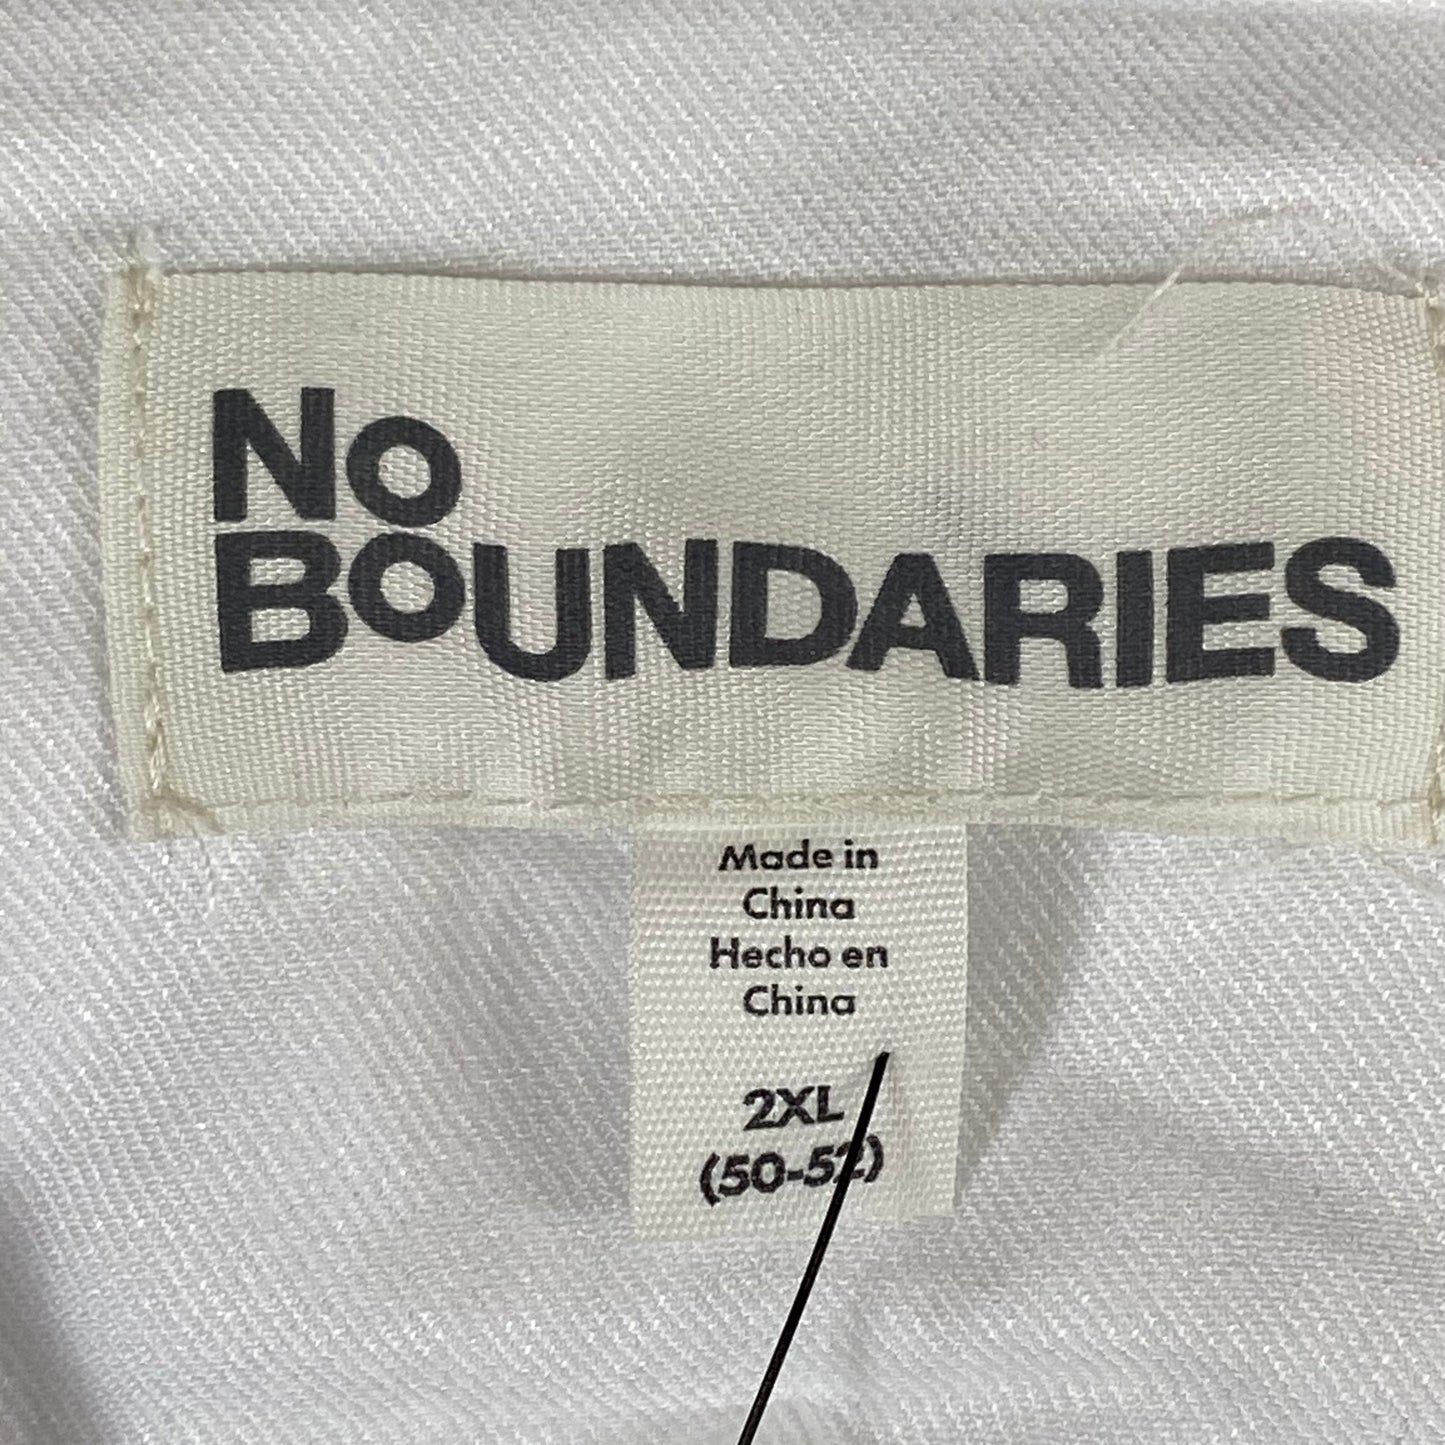 No
BOUNDARIES
Made in
China
Hecho en
China
2XL
(50-52)